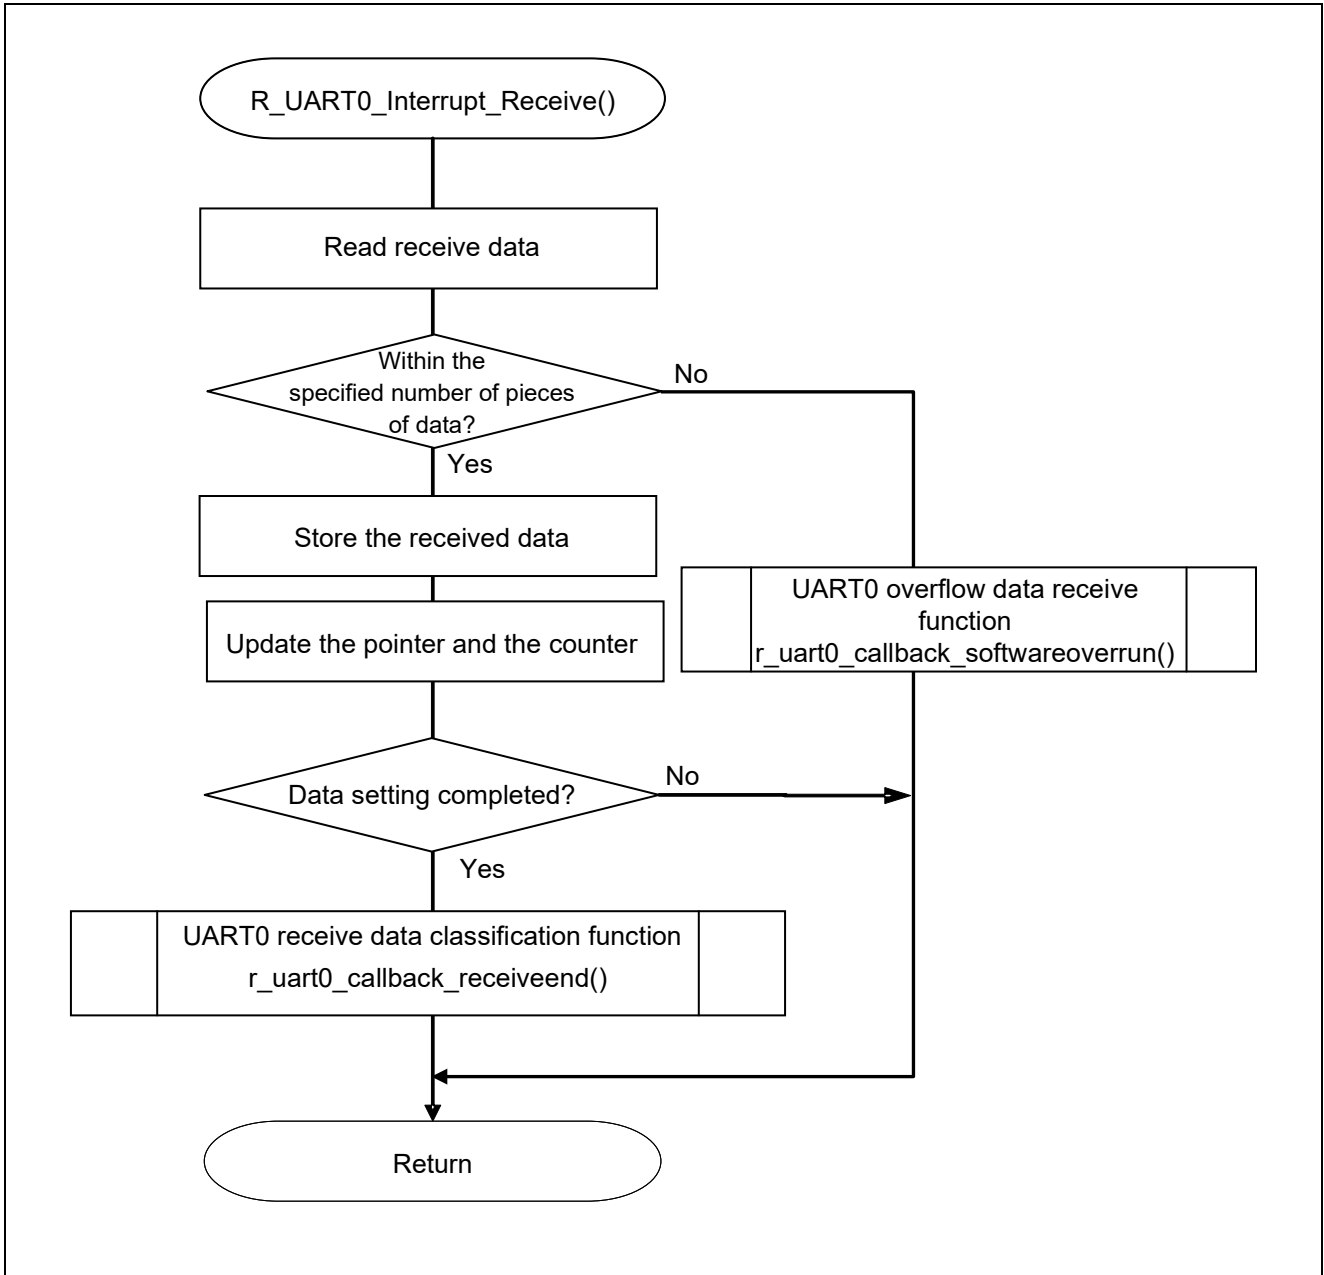 R_UART0_Interrupt_Receive()
Read receive data
Within the
specified number of pieces
of data?
No
Yes
Store the received data
UART0 overflow data receive
function
r_uart0_callback_softwareoverrun()
Update the pointer and the counter
Data setting completed?
No
Yes
UART0 receive data classification function
r_uart0_callback_receiveend()
Return